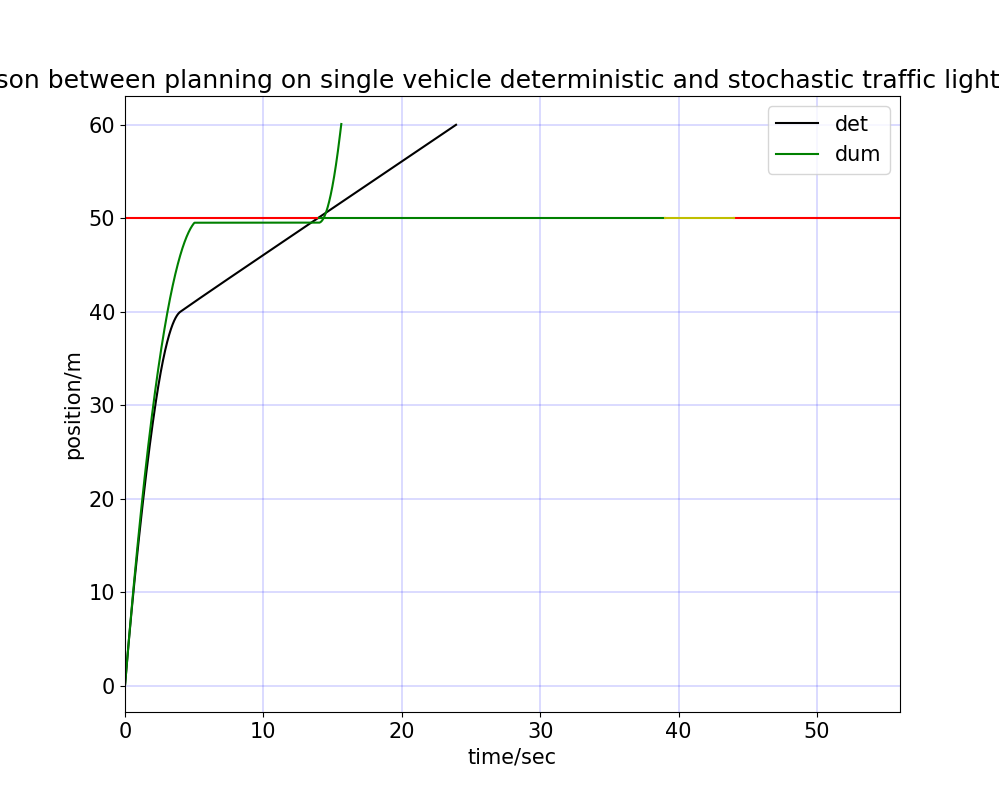 son between planning on single vehicle deterministic and stochastic traffic light
det
dum
60
50
40
30
20
10
0
position/m
0 10 20 30 40 50
time/sec